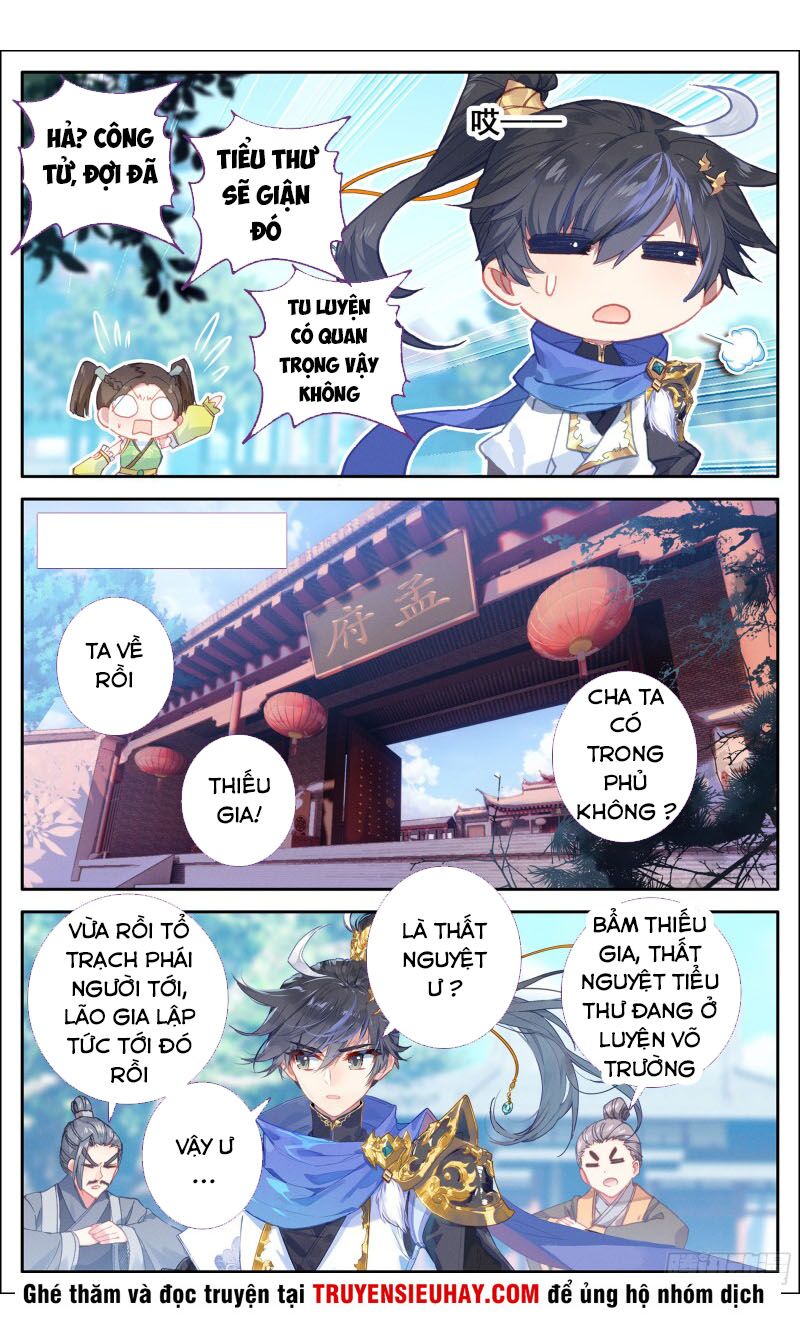 HẢ? CÔNG
TỬ, ĐỢI ĐÃ
TIỂU THƯ
SẼ GIẬN
ĐÓ
哎——
TU LUYỆN
CÓ QUAN
TRỌNG VẬY
KHÔNG
孟府
TA VỀ
RỒI
THIẾU
GIA!
CHA TA
CÓ
TRONG
PHỦ
KHÔNG ?
VỪA RỒI TỔ
TRẠCH PHÁI
NGƯỜI TỚI,
LÃO GIA LẬP
TỨC TỚI ĐÓ
RỒI
VẬY Ư
...
LÀ THẤT
NGUYỆT
Ư ?
BẨM THIẾU
GIA, THẤT
NGUYỆT TIỂU
THƯ ĐANG Ở
LUYỆN VÕ
TRƯỜNG
Ghé thăm và đọc truyện tại TRUYENSIEUHAY.COM để ủng hộ nhóm dịch